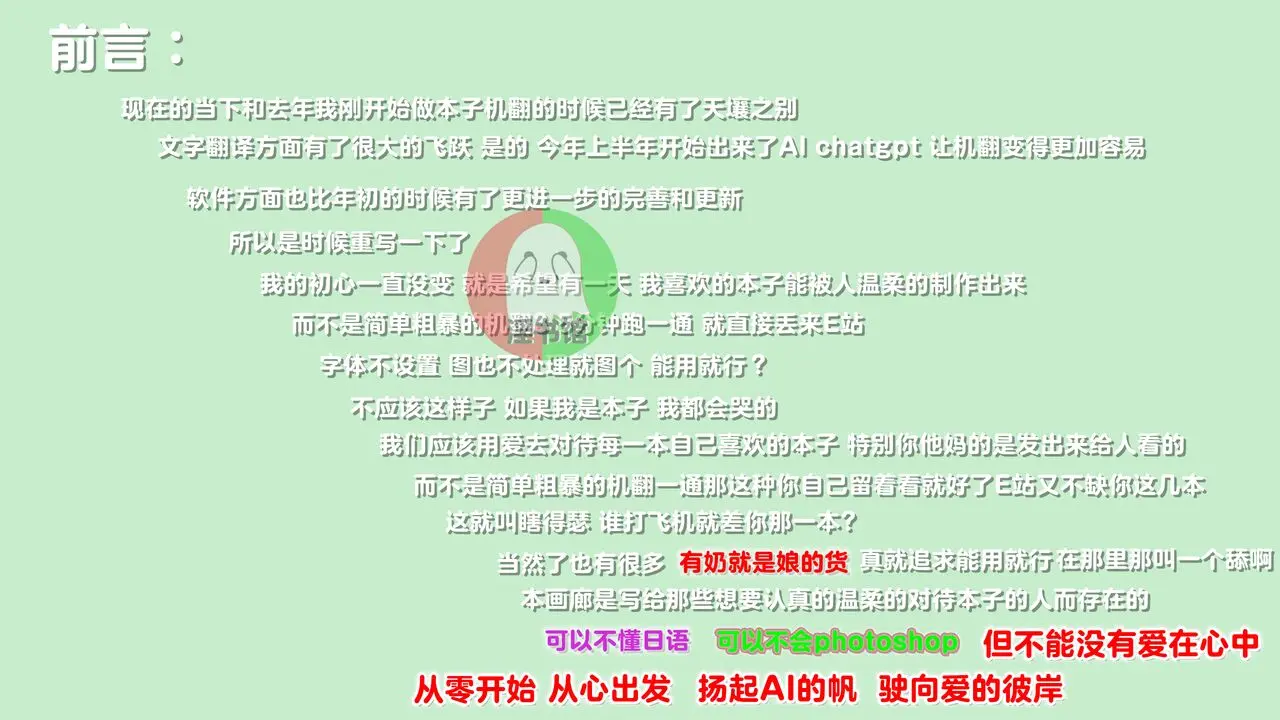 前言：
现在的当下和去年我刚开始做本子机翻的时候已经有了天壤之别
文字翻译方面有了很大的飞跃 是的 今年上半年开始出来了AI chatgpt 让机翻变得更加容易
软件方面也比年初的时候有了更进一步的完善和更新
所以是时候重写一下了
我的初心一直没变 就是希望有一天 我喜欢的本子能被人温柔的制作出来
而不是简单粗暴的机翻 分钟跑一通 就直接丢来E站
字体不设置 图也不处理就图个 能用就行？
不应该这样子 如果我是本子 我都会哭的
我们应该用爱去对待每一本自己喜欢的本子 特别你他妈的是发出来给人看的
而不是简单粗暴的机翻一通那这种你自己留着看就好了E站又不缺你这几本
这就叫瞎得瑟 谁打飞机就差你那一本？
当然了也有很多 有奶就是娘的货 真就追求能用就行 在那里那叫一个舔啊
本画廊是写给那些想要认真的温柔的对待本子的人而存在的
可以不懂日语 可以不会photoshop 但不能没有爱在心中
从零开始 从心出发 扬起AI的帆 驶向爱的彼岸